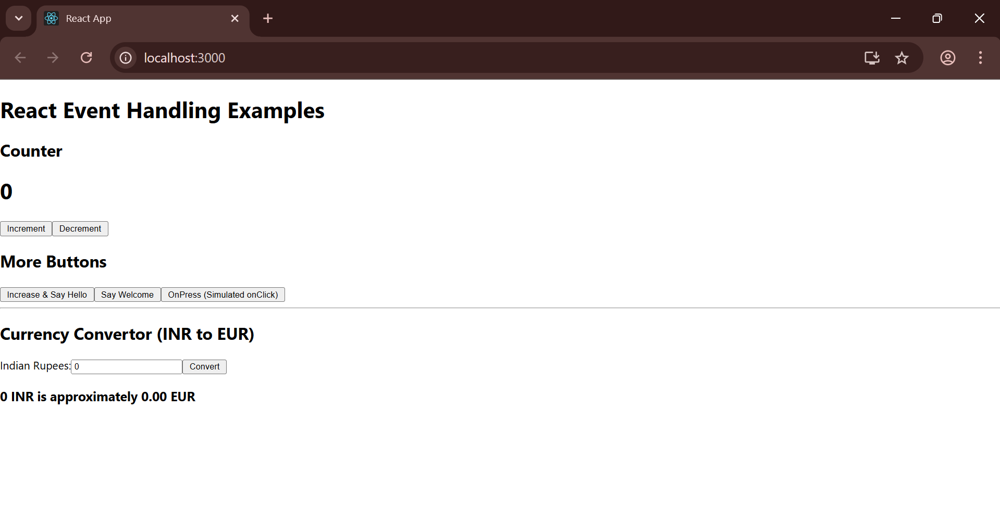 React App
localhost:3000
React Event Handling Examples
Counter
0
Increment Decrement
More Buttons
Increase & Say Hello Say Welcome OnPress (Simulated onClick)
Currency Convertor (INR to EUR)
Indian Rupees: 0 Convert
0 INR is approximately 0.00 EUR